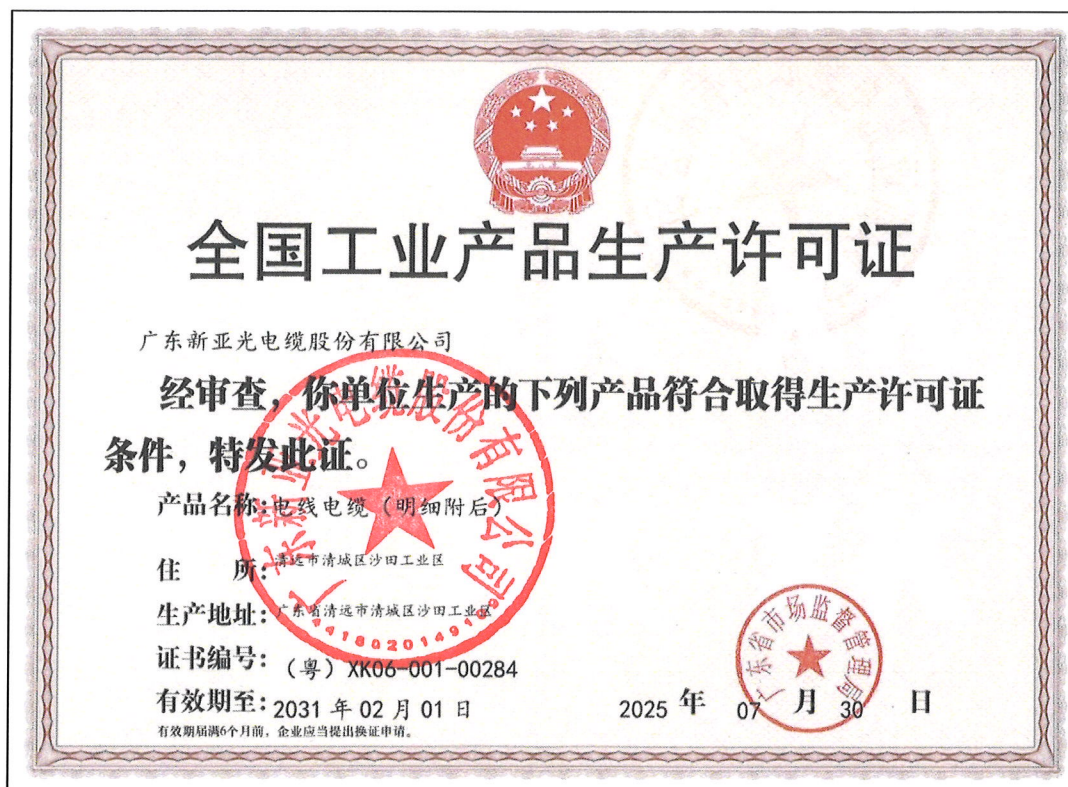 全国工业产品生产许可证
广东新亚光电缆股份有限公司
经审查，你单位生产的下列产品符合取得生产许可证
条件，特发此证。
产品名称：电线电缆（明细附后）
住 所：清远市清城区沙田工业区
生产地址：广东省清远市清城区沙田工业区
证书编号：（粤）XK06-001-00284
有效期至：2031 年 02 月 01 日
2025 年 07 月 30 日
有效期届满6个月前，企业应当提出换证申请。
广东新亚光电缆股份有限公司
广东省市场监督管理局